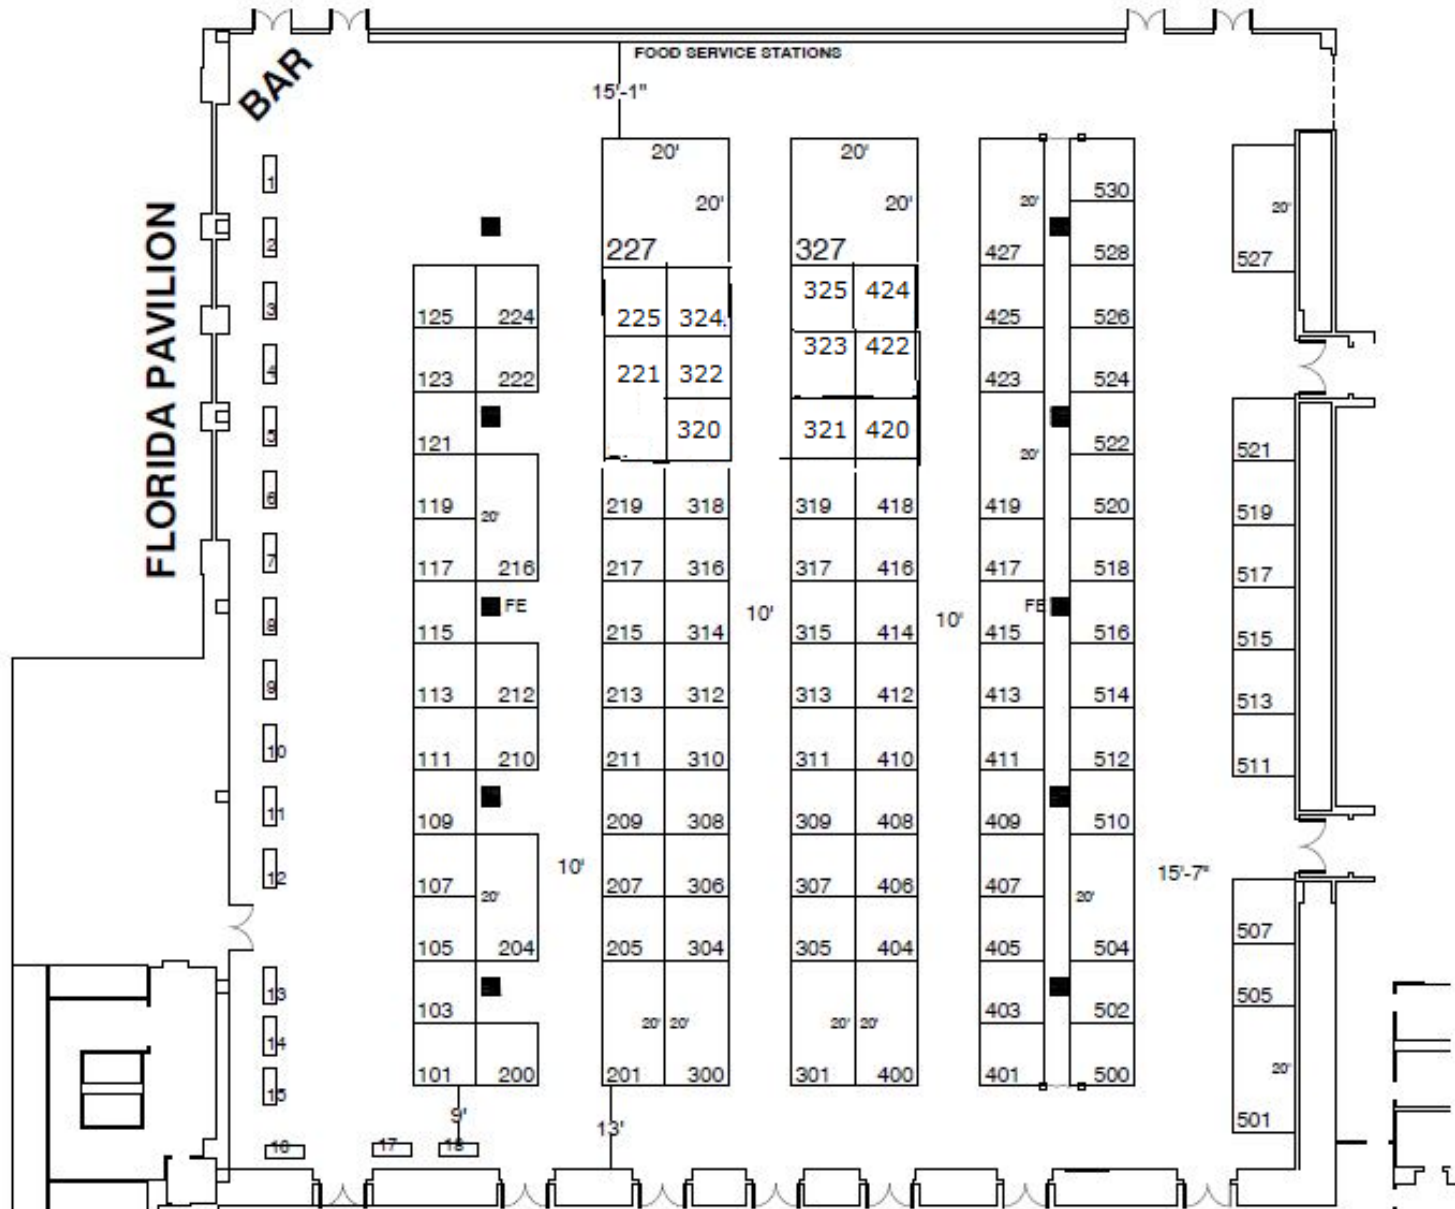 FOOD SERVICE STATIONS
BAR
15'-1"
FLORIDA PAVILION
20' 20'
1
20' 20' 530
20' 20'
2 227 327 427 528 527
325 424
3 125 224 225 324 425 526
323 422
4 123 222 221 322 423 524
5 121 320 321 420 20' 522 521
6 119 20' 219 318 319 418 419 520 519
7 117 216 217 316 317 416 417 518 517
8 FE 10' 10' FE
115 215 314 315 414 415 516 515
9 113 212 213 312 313 412 413 514 513
10 111 210 211 310 311 410 411 512 511
11 109 209 308 309 408 409 510
10' 15'-7"
12 107 20' 207 306 307 406 407 20'
105 204 205 304 305 404 405 504 507
13 103 20' 20' 20' 20' 403 502 505
14 20'
15 101 200 201 300 301 400 401 500
9' 13' 501
16 17 18